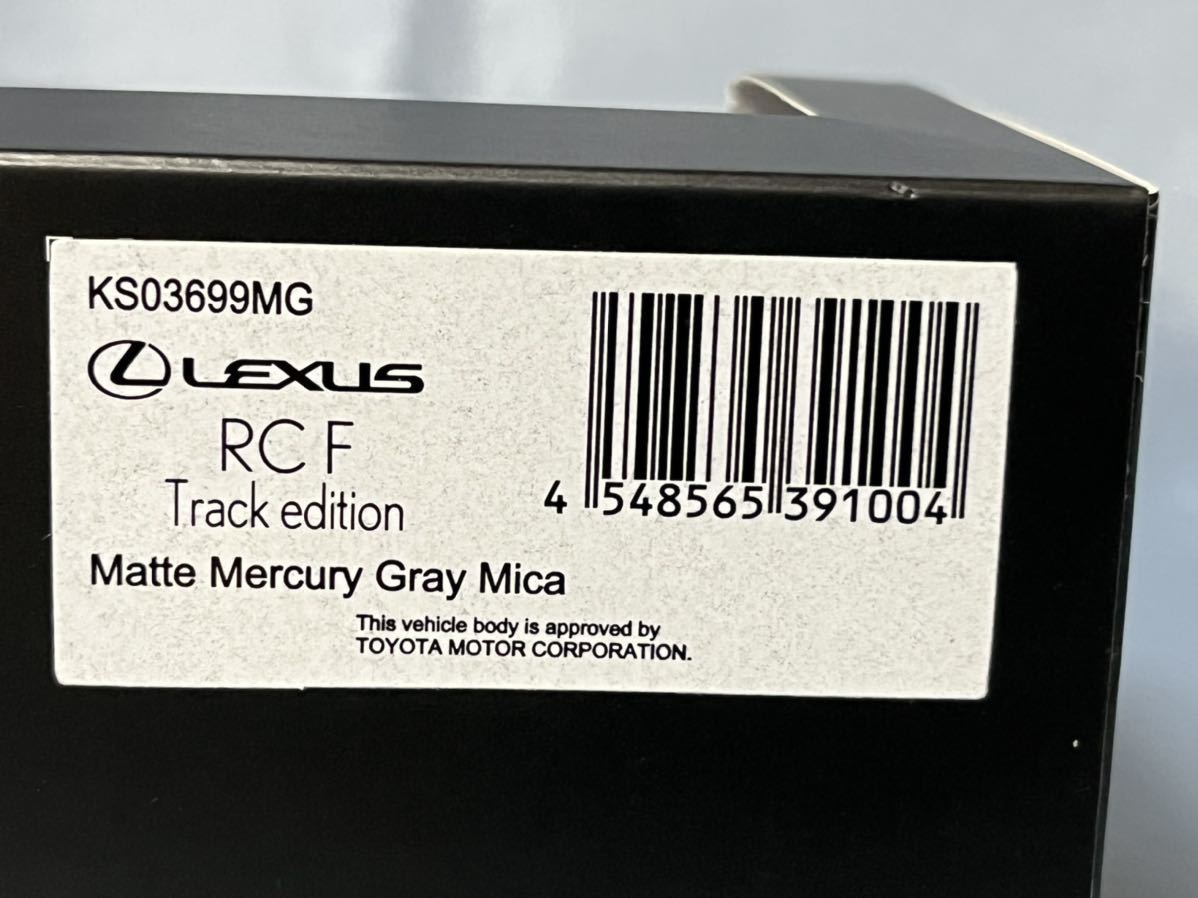 KS03699MG
LEXUS
RC F
Track edition
Matte Mercury Gray Mica
This vehicle body is approved by
TOYOTA MOTOR CORPORATION.
4 548565 391004